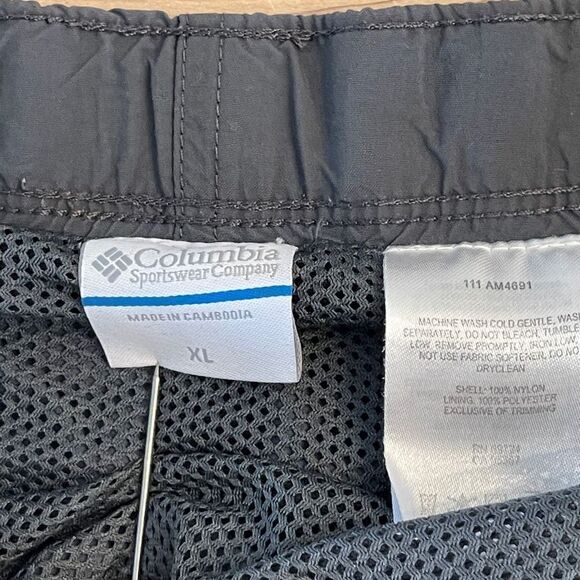 Columbia
Sportswear Company
MADE IN CAMBODIA
XL
111 AM4691
MACHINE WASH COLD GENTLE, WASH
SEPARATELY, DO NOT BLEACH, TUMBLE
LOW, REMOVE PROMPTLY, IRON LOW,
NOT USE FABRIC SOFTENER, DO NOT
DRYCLEAN
SHELL: 100% NYLON
LINING: 100% POLYESTER
EXCLUSIVE OF TRIMMING
RN 69724